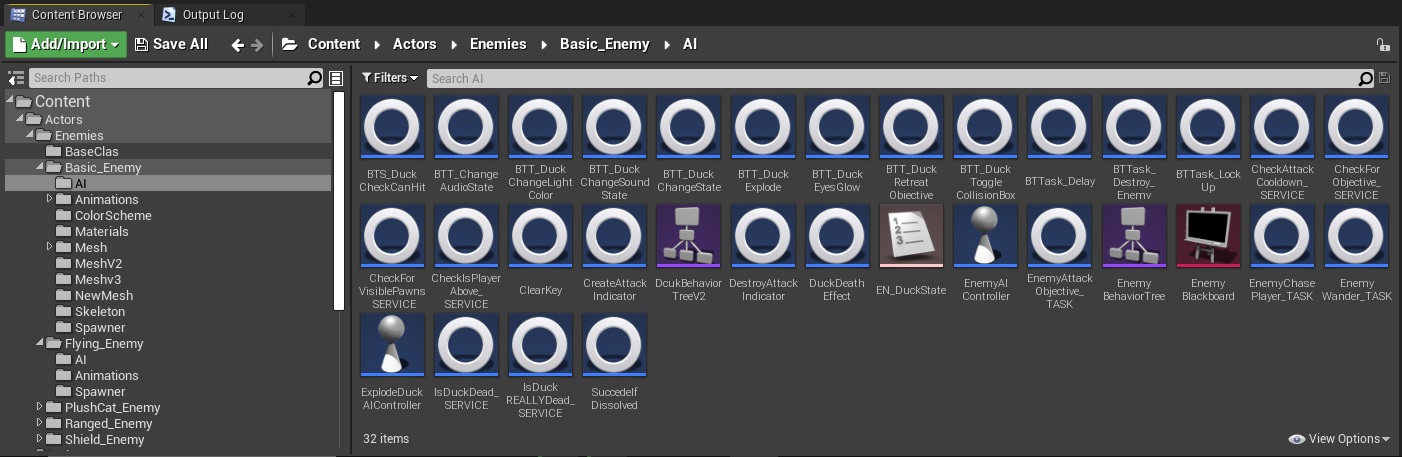 Content Browser
Output Log
Add/Import
Save All
Content
Actors
Enemies
Basic_Enemy
AI
Search Paths
Filters
Search AI
Content
Actors
Enemies
BaseClas
Basic_Enemy
AI
Animations
ColorScheme
Materials
Mesh
MeshV2
Meshv3
NewMesh
Skeleton
Spawner
Flying_Enemy
AI
Animations
Spawner
PlushCat_Enemy
Ranged_Enemy
Shield_Enemy
BTS_Duck
CheckCanHit
BTT_Change
AudioState
BTT_Duck
ChangeLight
Color
BTT_Duck
ChangeSound
State
BTT_Duck
ChangeState
BTT_Duck
Explode
BTT_Duck
EyesGlow
BTT_Duck
Retreat
Obejctive
BTT_Duck
Toggle
CollisionBox
BTTask_Delay
BTTask_
Destroy_
Enemy
BTTask_Lock
Up
CheckAttack
Cooldown_
SERVICE
CheckFor
Objective_
SERVICE
CheckFor
VisiblePawns
SERVICE
CheckIsPlayer
Above_
SERVICE
ClearKey
CreateAttack
Indicator
DcukBehavior
TreeV2
DestroyAttack
Indicator
DuckDeath
Effect
1
2
3
EN_DuckState
EnemyAI
Controller
EnemyAttack
Objective_
TASK
Enemy
BehaviorTree
Enemy
Blackboard
EnemyChase
Player_TASK
Enemy
Wander_TASK
ExplodeDuck
AIController
IsDuckDead_
SERVICE
IsDuck
REALLYDead_
SERVICE
SuccedeIf
Dissolved
32 items
View Options